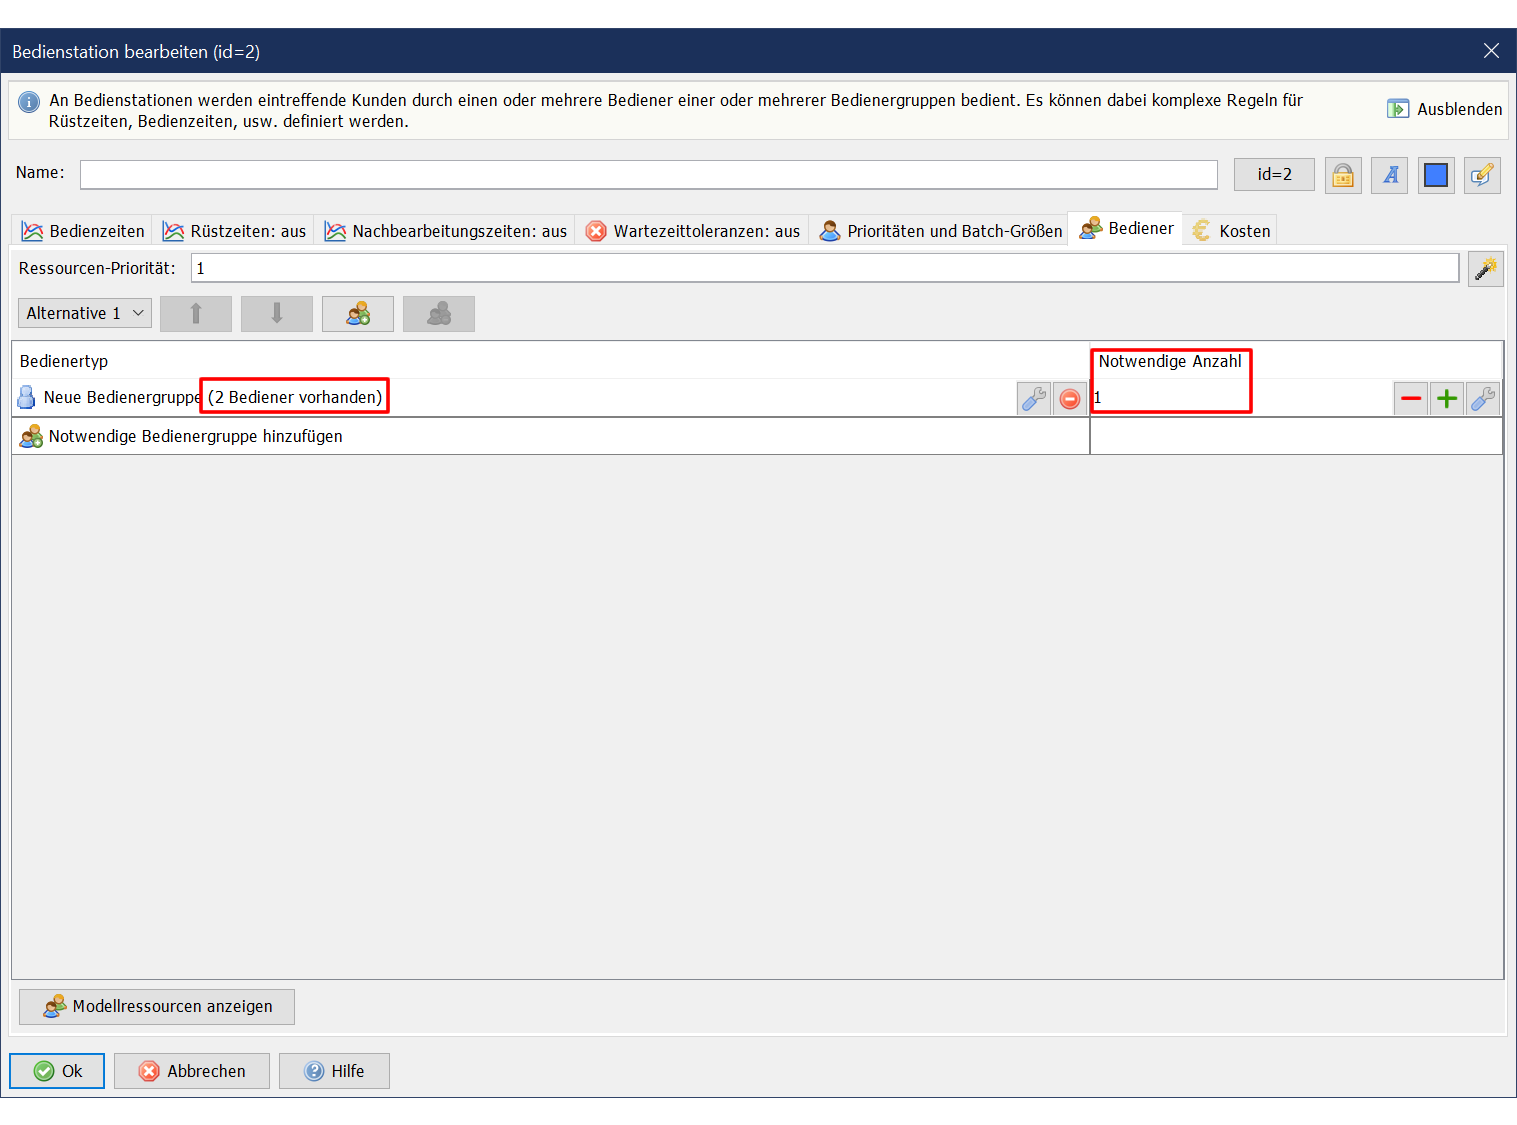 Bedienstation bearbeiten (id=2)
An Bedienstationen werden eintreffende Kunden durch einen oder mehrere Bediener einer oder mehrerer Bedienergruppen bedient. Es können dabei komplexe Regeln für
Rüstzeiten, Bedienzeiten, usw. definiert werden.
Ausblenden
Name:
id=2
Bedienzeiten
Rüstzeiten: aus
Nachbearbeitungszeiten: aus
Wartezeittoleranzen: aus
Prioritäten und Batch-Größen
Bediener
Kosten
Ressourcen-Priorität:
1
Alternative 1
Bedienertyp
Notwendige Anzahl
Neue Bedienergruppe (2 Bediener vorhanden)
1
Notwendige Bedienergruppe hinzufügen
Modellressourcen anzeigen
Ok
Abbrechen
Hilfe